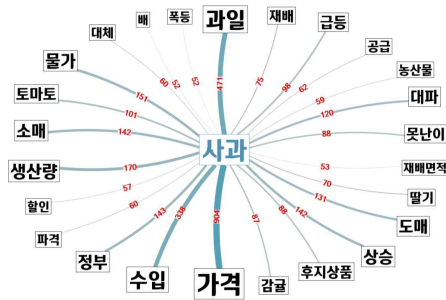 배
폭등
과일
재배
급등
대체
공급
물가
농산물
토마토
대파
소매
못난이
사과
생산량
재배면적
딸기
할인
도매
파격
정부
상승
수입
가격
감귤
후지상품
52
52
471
75
98
62
60
59
151
120
101
88
142
53
170
70
57
131
60
142
143
338
904
87
88